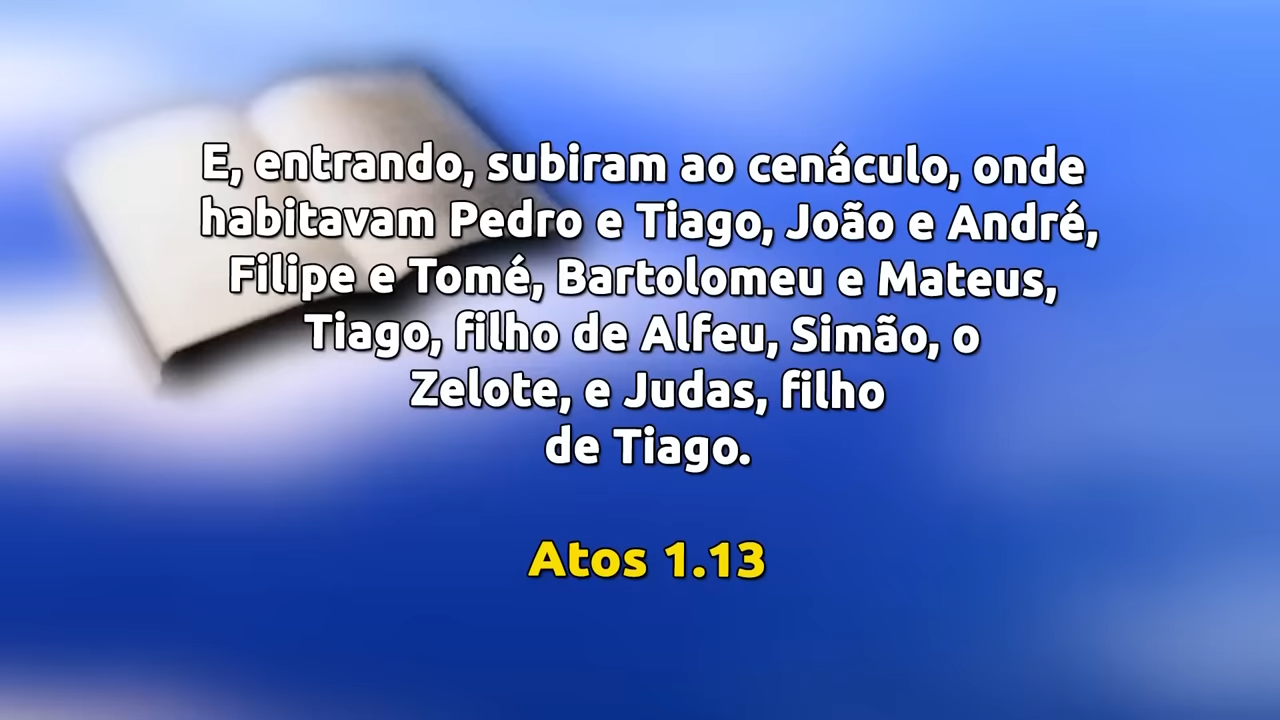 E, entrando, subiram ao cenáculo, onde
habitavam Pedro e Tiago, João e André,
Filipe e Tomé, Bartolomeu e Mateus,
Tiago, filho de Alfeu, Simão, o
Zelote, e Judas, filho
de Tiago.
Atos 1.13